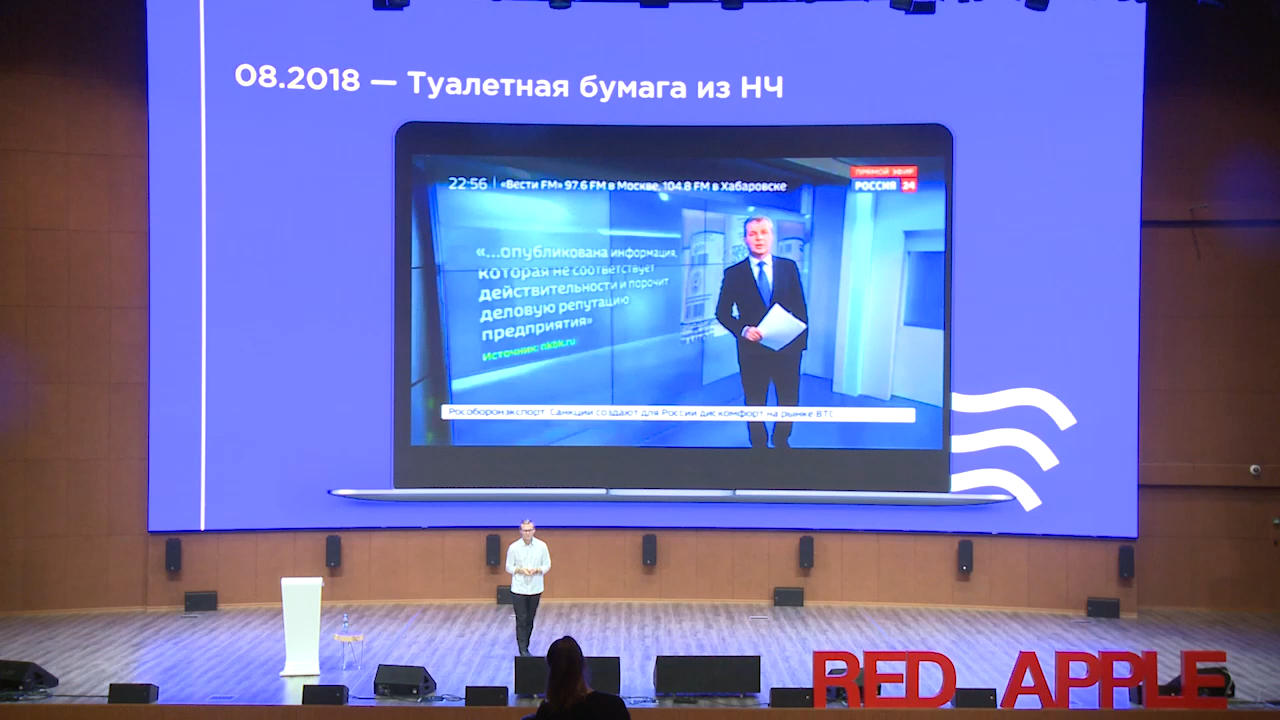 08.2018 — Туалетная бумага из НЧ
22:56 | «Вести FM» 97.6 FM в Москве, 104.8 FM в Хабаровске
ПРЯМОЙ ЭФИР
РОССИЯ 24
«...опубликована информация,
которая не соответствует
действительности и порочит
деловую репутацию
предприятия»
Источник: nkbk.ru
Рособоронэкспорт: Санкции создают для России дискомфорт на рынке ВТС
RED APPLE